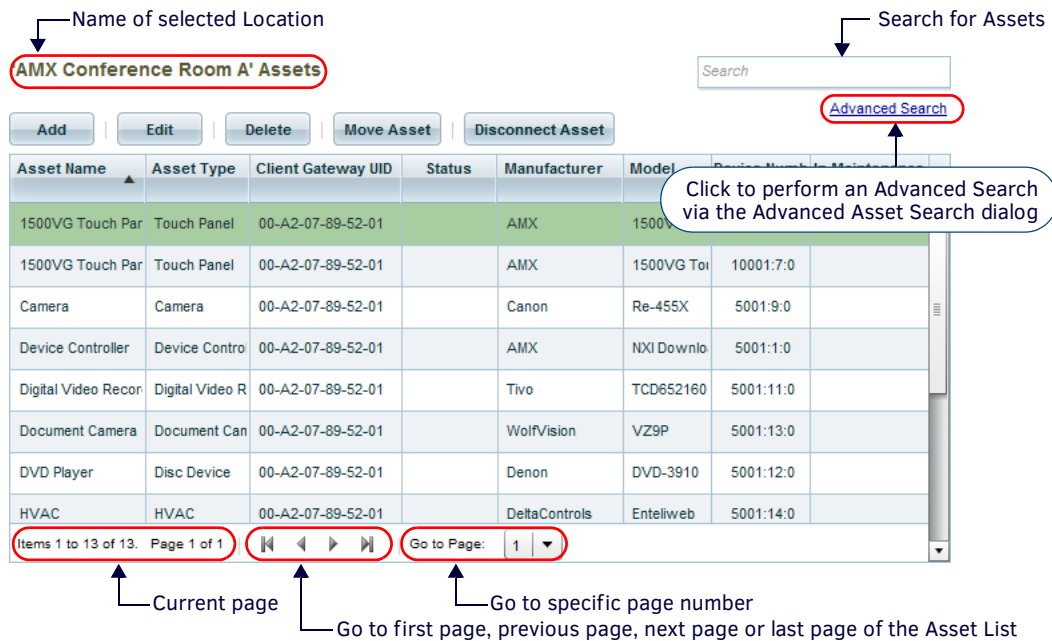 Name of selected Location
Search for Assets
'AMX Conference Room A' Assets
Search
Advanced Search
Add Edit Delete Move Asset Disconnect Asset
Asset Name Asset Type Client Gateway UID Status Manufacturer Model
Click to perform an Advanced Search
via the Advanced Asset Search dialog
1500VG Touch Par Touch Panel 00-A2-07-89-52-01 AMX 1500V
1500VG Touch Par Touch Panel 00-A2-07-89-52-01 AMX 1500VG Tou 10001:7:0
Camera Camera 00-A2-07-89-52-01 Canon Re-455X 5001:9:0
Device Controller Device Contro 00-A2-07-89-52-01 AMX NXI Downlo 5001:1:0
Digital Video Recor Digital Video R 00-A2-07-89-52-01 Tivo TCD652160 5001:11:0
Document Camera Document Can 00-A2-07-89-52-01 WolfVision VZ9P 5001:13:0
DVD Player Disc Device 00-A2-07-89-52-01 Denon DVD-3910 5001:12:0
HVAC HVAC 00-A2-07-89-52-01 DeltaControls Enteliweb 5001:14:0
Items 1 to 13 of 13. Page 1 of 1 Go to Page: 1
Current page
Go to specific page number
Go to first page, previous page, next page or last page of the Asset List